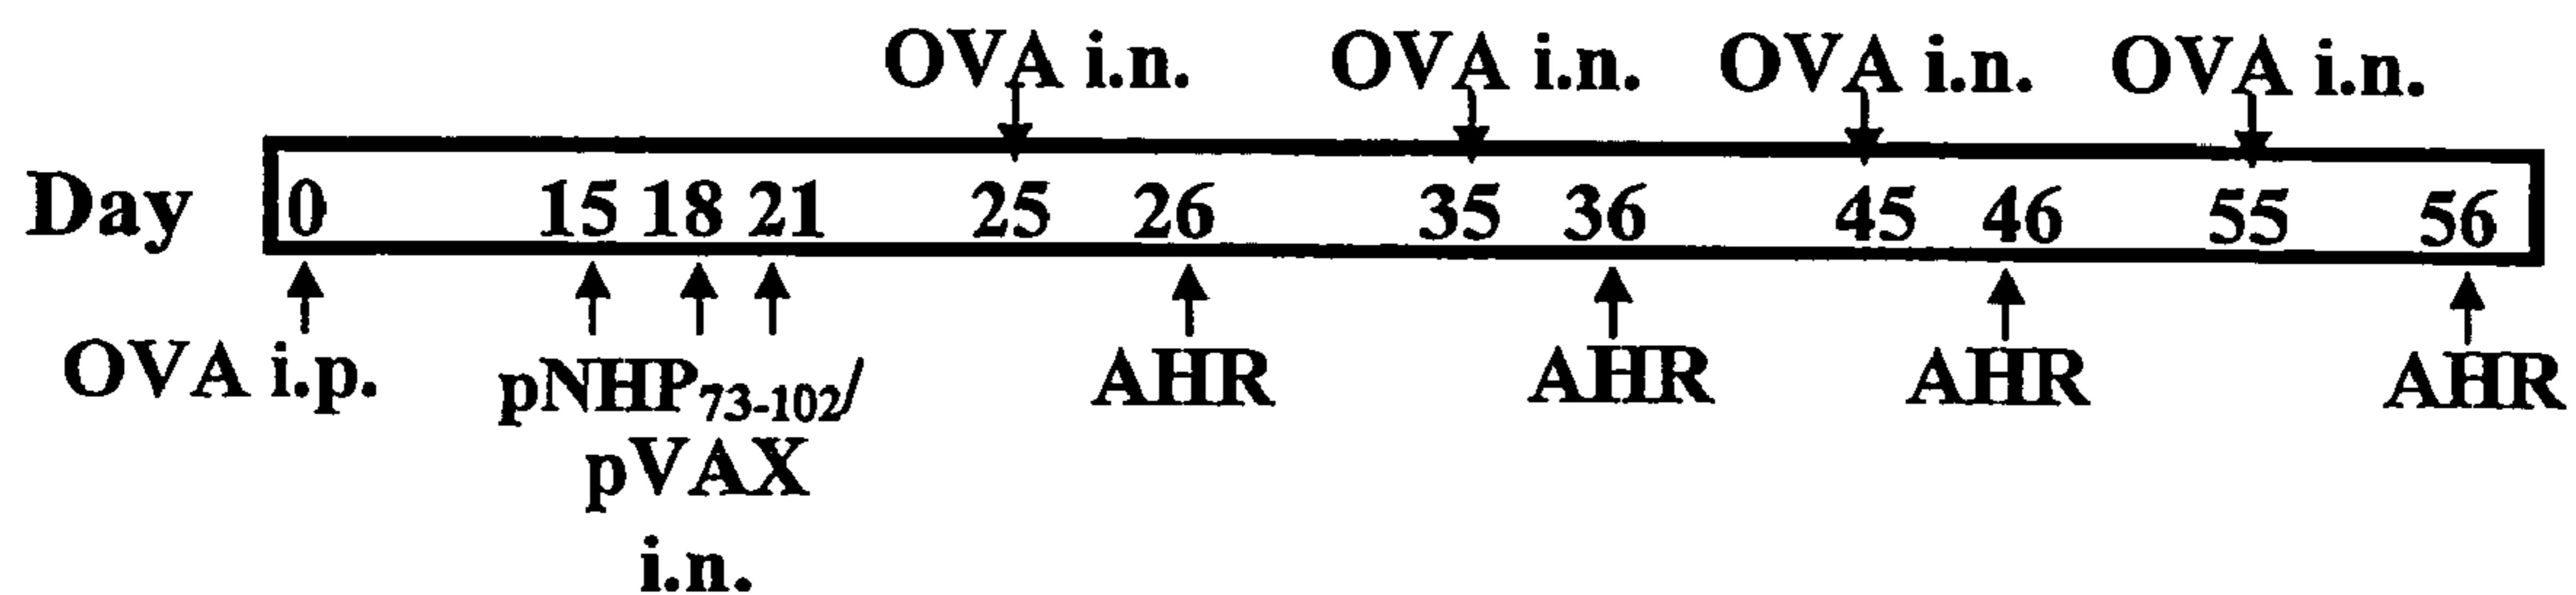 OVA i.n. OVA i.n. OVA i.n. OVA i.n.
Day 0 15 18 21 25 26 35 36 45 46 55 56
OVA i.p. pNHP73-102/ AHR AHR AHR AHR
pVAX
i.n.